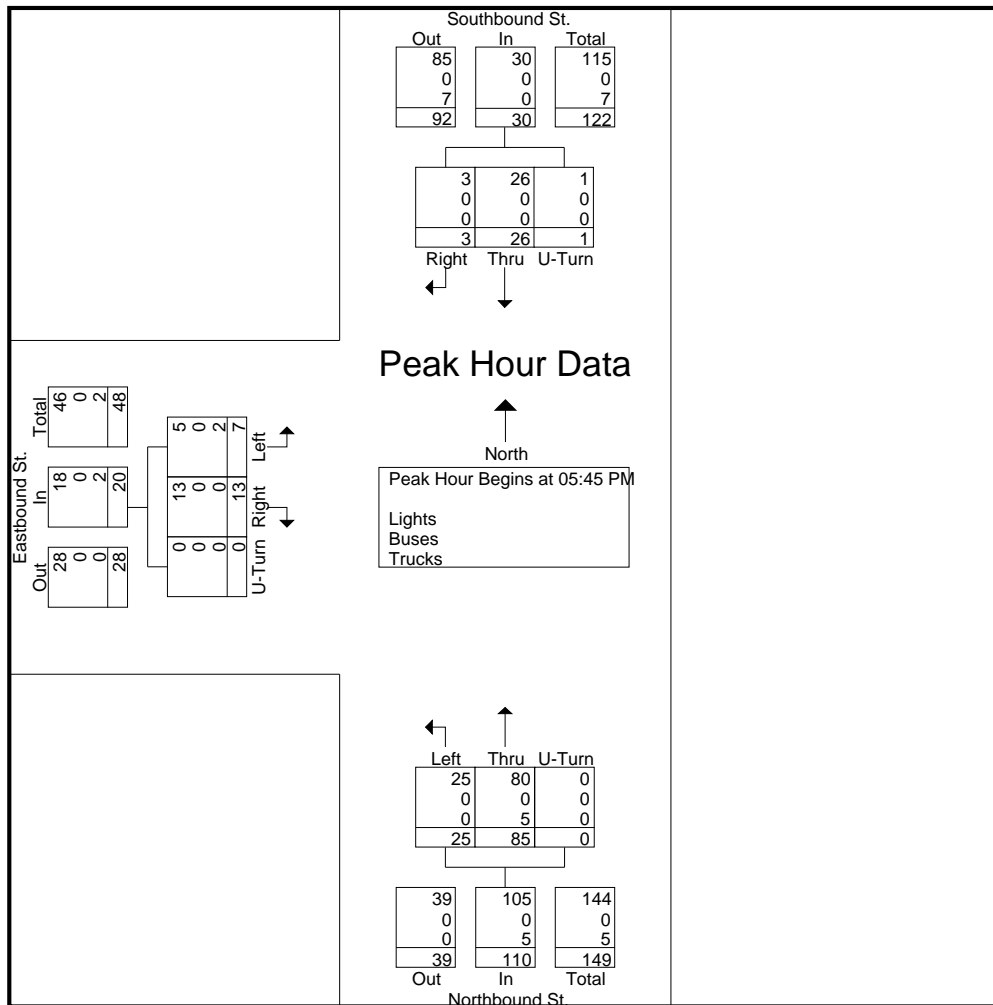 Southbound St.
Out In Total
85 30 115
0 0 0
7 0 7
92 30 122
3 26 1
0 0 0
0 0 0
3 26 1
Right Thru U-Turn
Peak Hour Data
North
Peak Hour Begins at 05:45 PM
Lights
Buses
Trucks
Eastbound St.
Out In Total
28 18 46
0 0 0
0 2 2
28 20 48
0 13 5
0 0 0
0 0 2
0 13 7
U-Turn Right Left
Left Thru U-Turn
25 80 0
0 0 0
0 5 0
25 85 0
39 105 144
0 0 0
0 5 5
39 110 149
Out In Total
Northbound St.